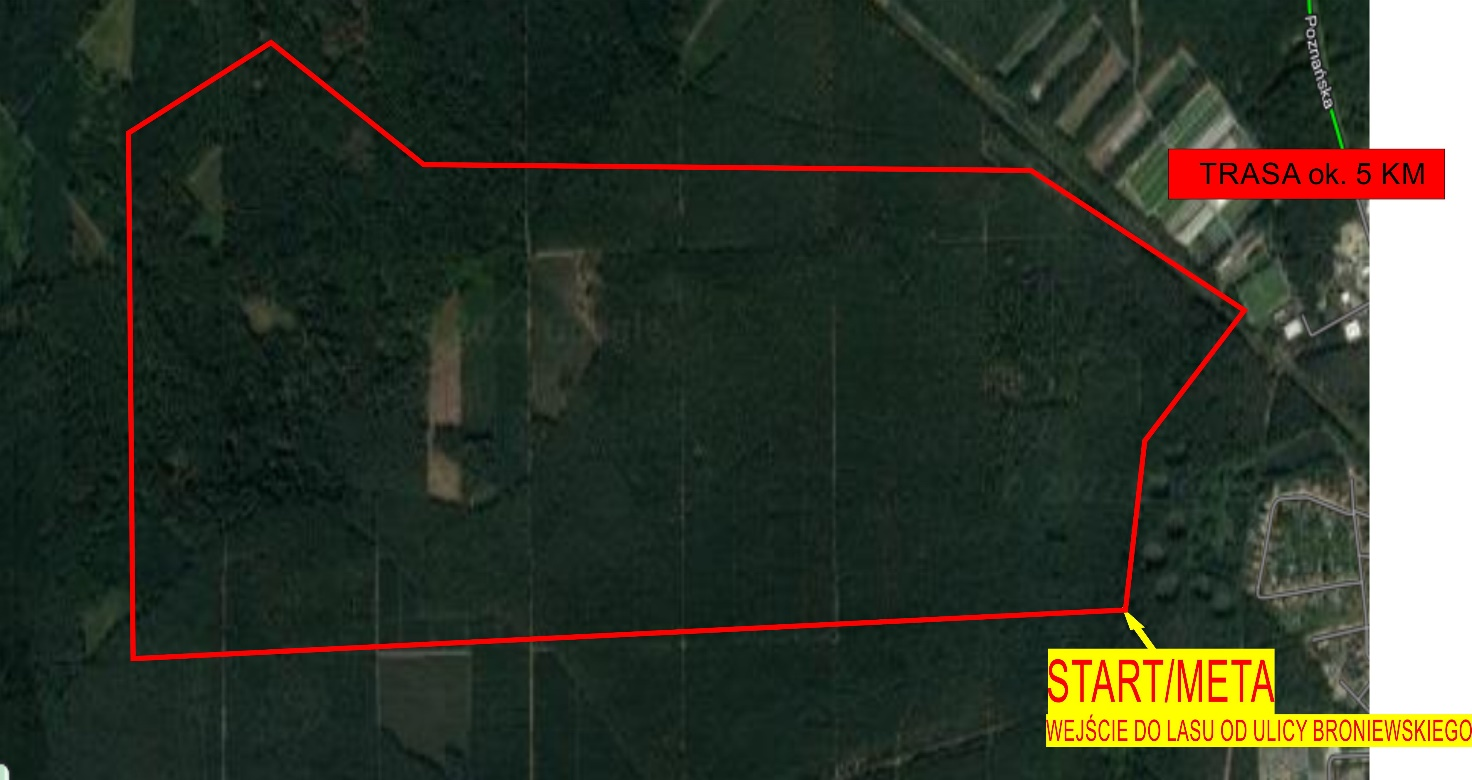 Poznańska
TRASA ok. 5 KM
START/META
WEJŚCIE DO LASU OD ULICY BRONIEWSKIEGO